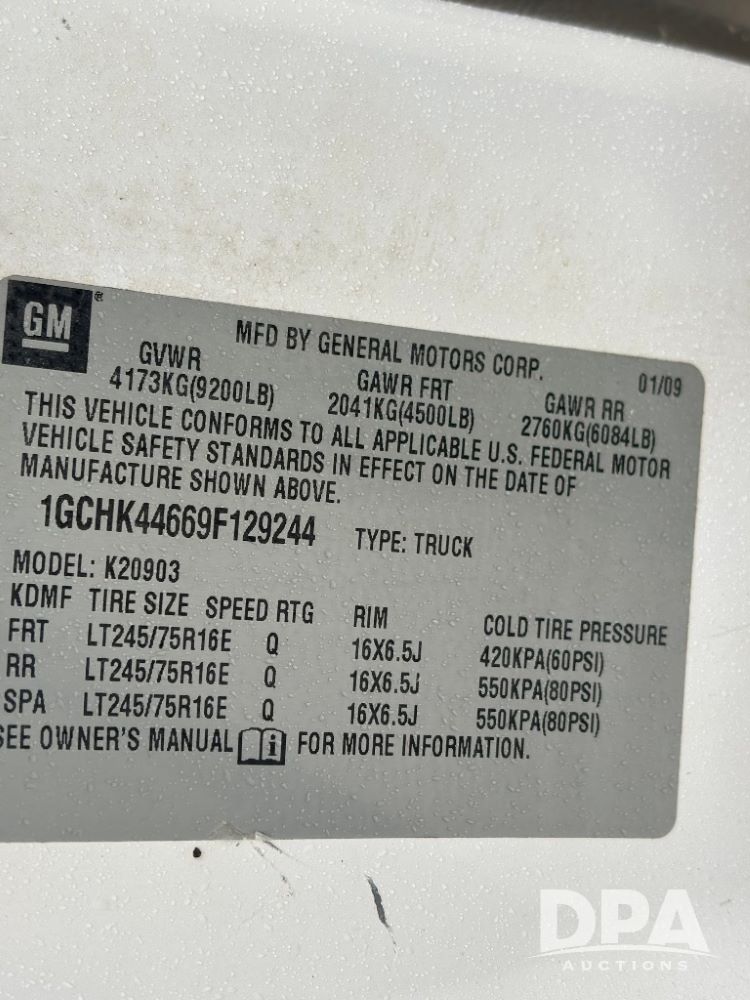 GM ®
MFD BY GENERAL MOTORS CORP. 01/09
GVWR GAWR FRT GAWR RR
4173KG(9200LB) 2041KG(4500LB) 2760KG(6084LB)
THIS VEHICLE CONFORMS TO ALL APPLICABLE U.S. FEDERAL MOTOR
VEHICLE SAFETY STANDARDS IN EFFECT ON THE DATE OF
MANUFACTURE SHOWN ABOVE.
1GCHK44669F129244 TYPE: TRUCK
MODEL: K20903
KDMF TIRE SIZE SPEED RTG RIM COLD TIRE PRESSURE
FRT LT245/75R16E Q 16X6.5J 420KPA(60PSI)
RR LT245/75R16E Q 16X6.5J 550KPA(80PSI)
SPA LT245/75R16E Q 16X6.5J 550KPA(80PSI)
SEE OWNER'S MANUAL i FOR MORE INFORMATION.
DPA
AUCTIONS